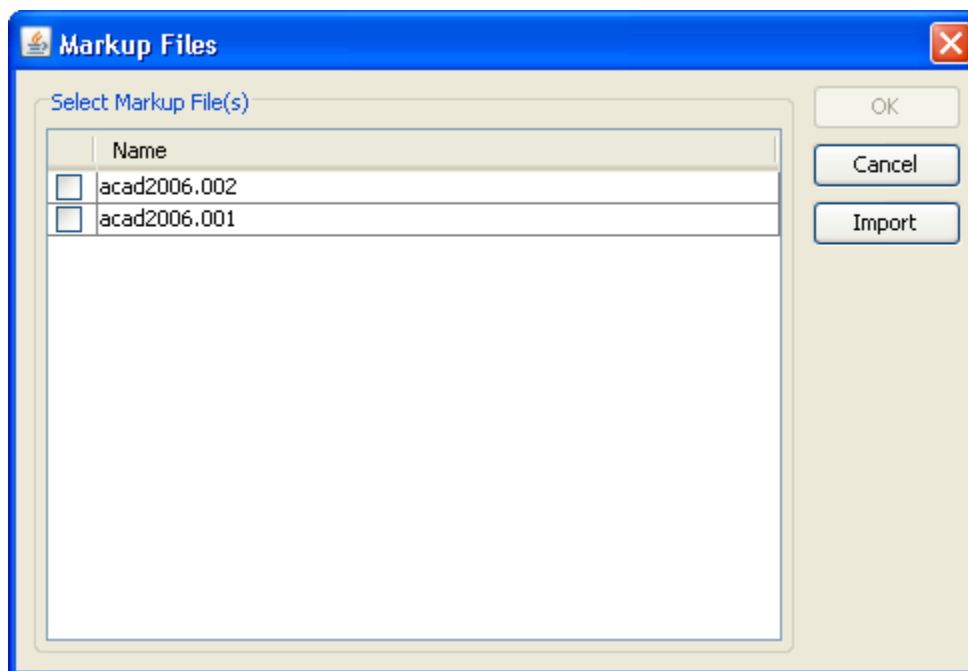 Markup Files
Select Markup File(s)
Name
acad2006.002
acad2006.001
OK
Cancel
Import